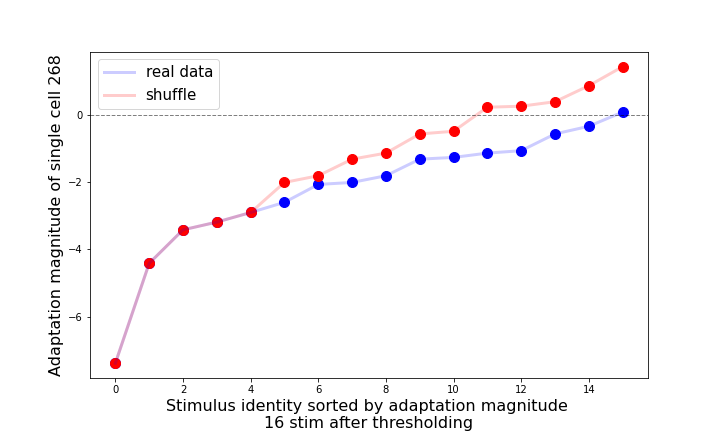 real data
shuffle
Adaptation magnitude of single cell 268
0
−2
−4
−6
0 2 4 6 8 10 12 14
Stimulus identity sorted by adaptation magnitude
16 stim after thresholding